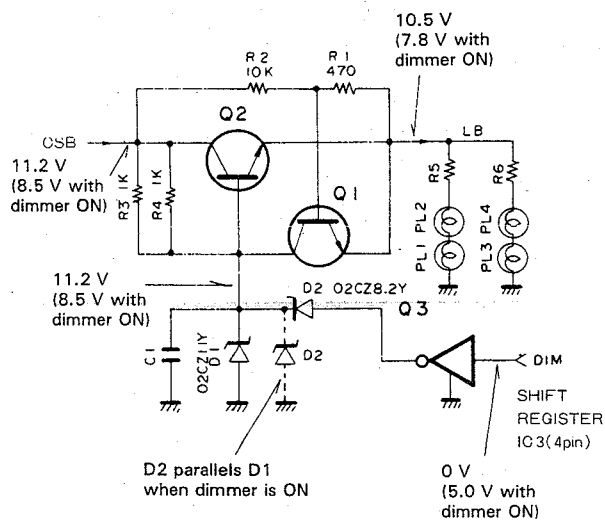 10.5 V
(7.8 V with
dimmer ON)
R2
10K
R1
470
Q2
CSB
LB
11.2 V
(8.5 V with
dimmer ON)
R3 1K
R4 1K
Q1
R5
R6
PL1 PL2
PL3 PL4
11.2 V
(8.5 V with
dimmer ON)
D2 02CZ8.2Y
Q3
C1
02CZ11Y
D1
D2
DIM
SHIFT
REGISTER
IC3(4pin)
D2 parallels D1
when dimmer is ON
0 V
(5.0 V with
dimmer ON)